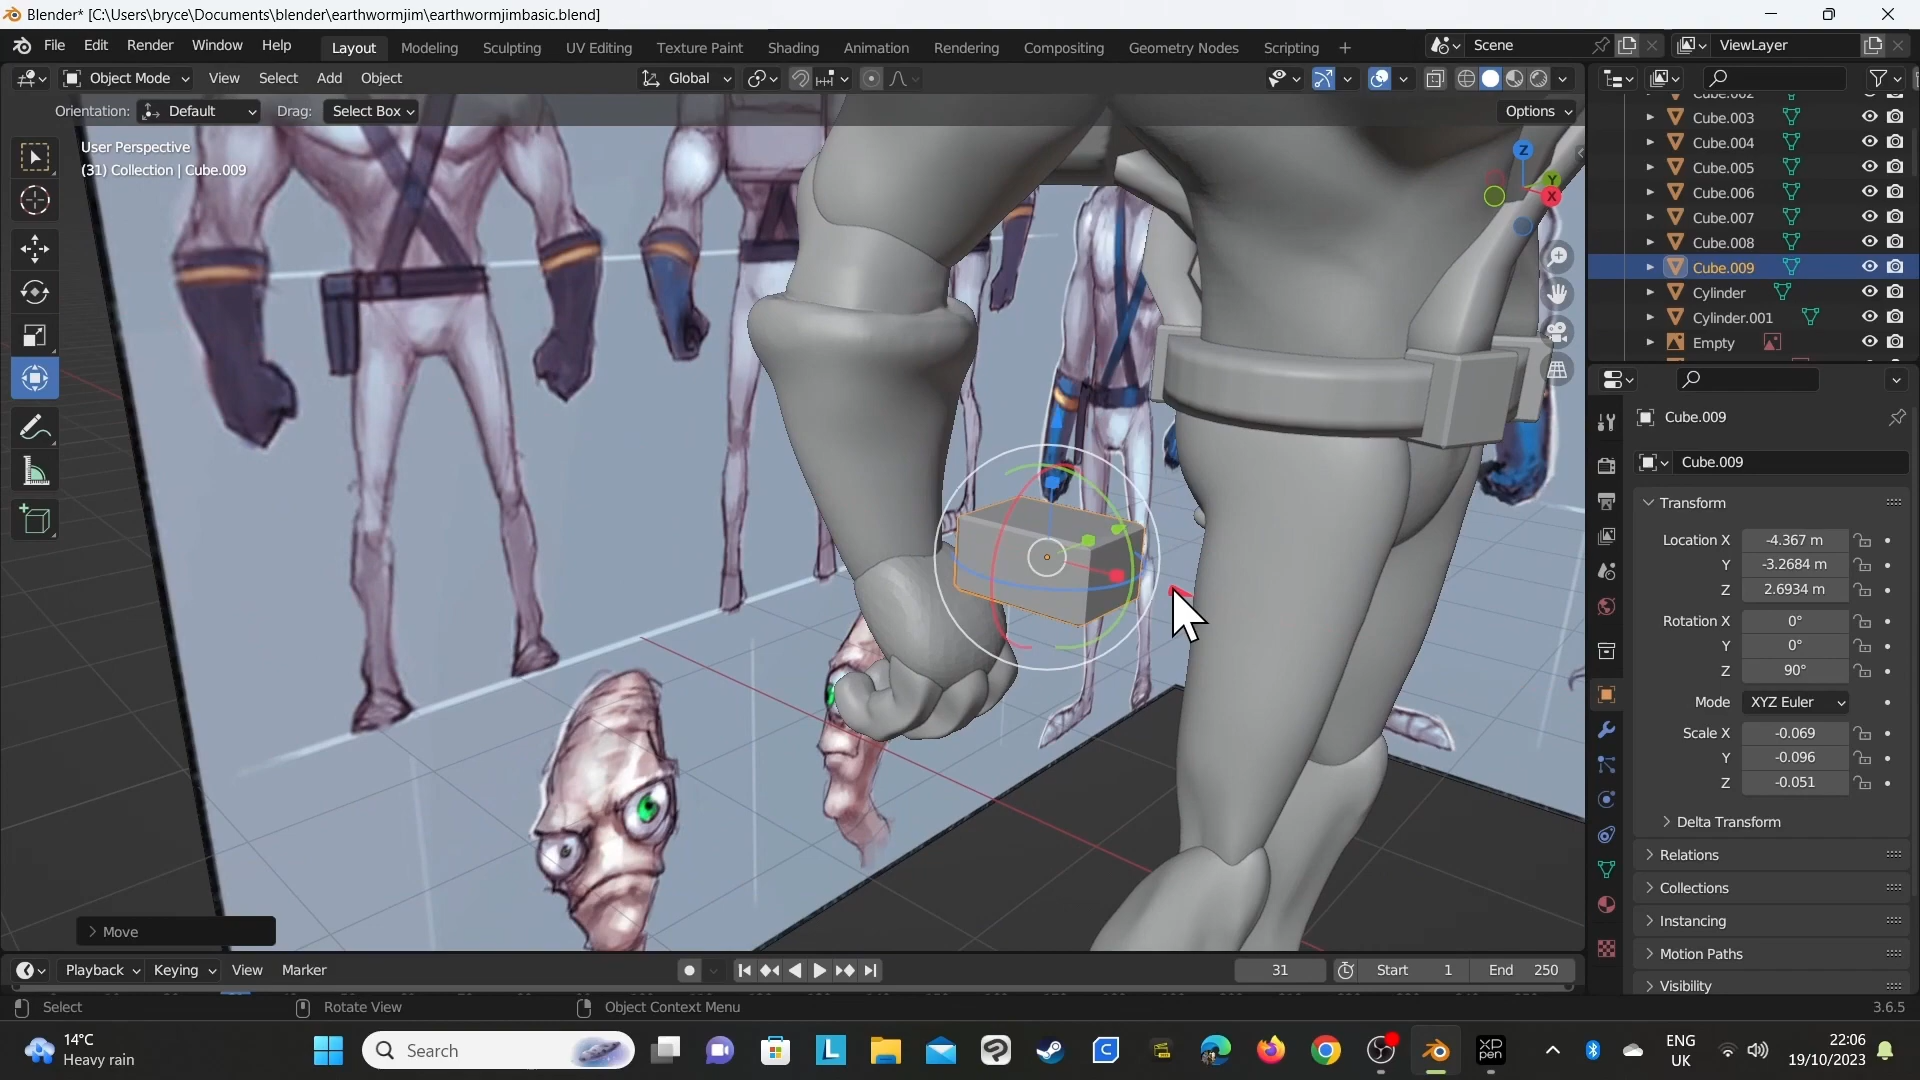 Blender* [C:\Users\bryce\Documents\blender\earthwormjim\earthwormjimbasic.blend]
File Edit Render Window Help Layout Modeling Sculpting UV Editing Texture Paint Shading Animation Rendering Compositing Geometry Nodes Scripting + Scene ViewLayer
Object Mode View Select Add Object Global
Orientation: Default Drag: Select Box Options
User Perspective
(31) Collection | Cube.009
Z
Y
X
Cube.002
Cube.003
Cube.004
Cube.005
Cube.006
Cube.007
Cube.008
Cube.009
Cylinder
Cylinder.001
Empty
Cube.009
Cube.009
Transform
Location X -4.367 m
Y -3.2684 m
Z 2.6934 m
Rotation X 0°
Y 0°
Z 90°
Mode XYZ Euler
Scale X -0.069
Y -0.096
Z -0.051
Delta Transform
Relations
Collections
Instancing
Motion Paths
Visibility
Move
Playback Keying View Marker 31 Start 1 End 250
Select Rotate View Object Context Menu 3.6.5
14°C
Heavy rain
Search
L
C
XP
pen
ENG
UK
22:06
19/10/2023